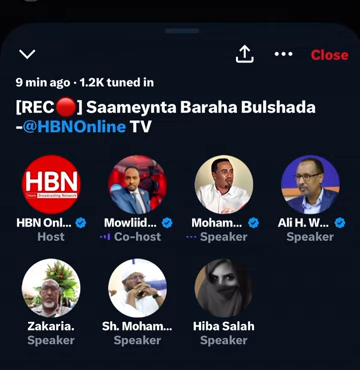 Close
9 min ago · 1.2K tuned in
[REC🔴] Saameynta Baraha Bulshada
-@HBNOnline TV
HBN
HBN Onl... Mowliid... Moham... Ali H. W...
Host Co-host Speaker Speaker
Zakaria. Sh. Moham... Hiba Salah
Speaker Speaker Speaker